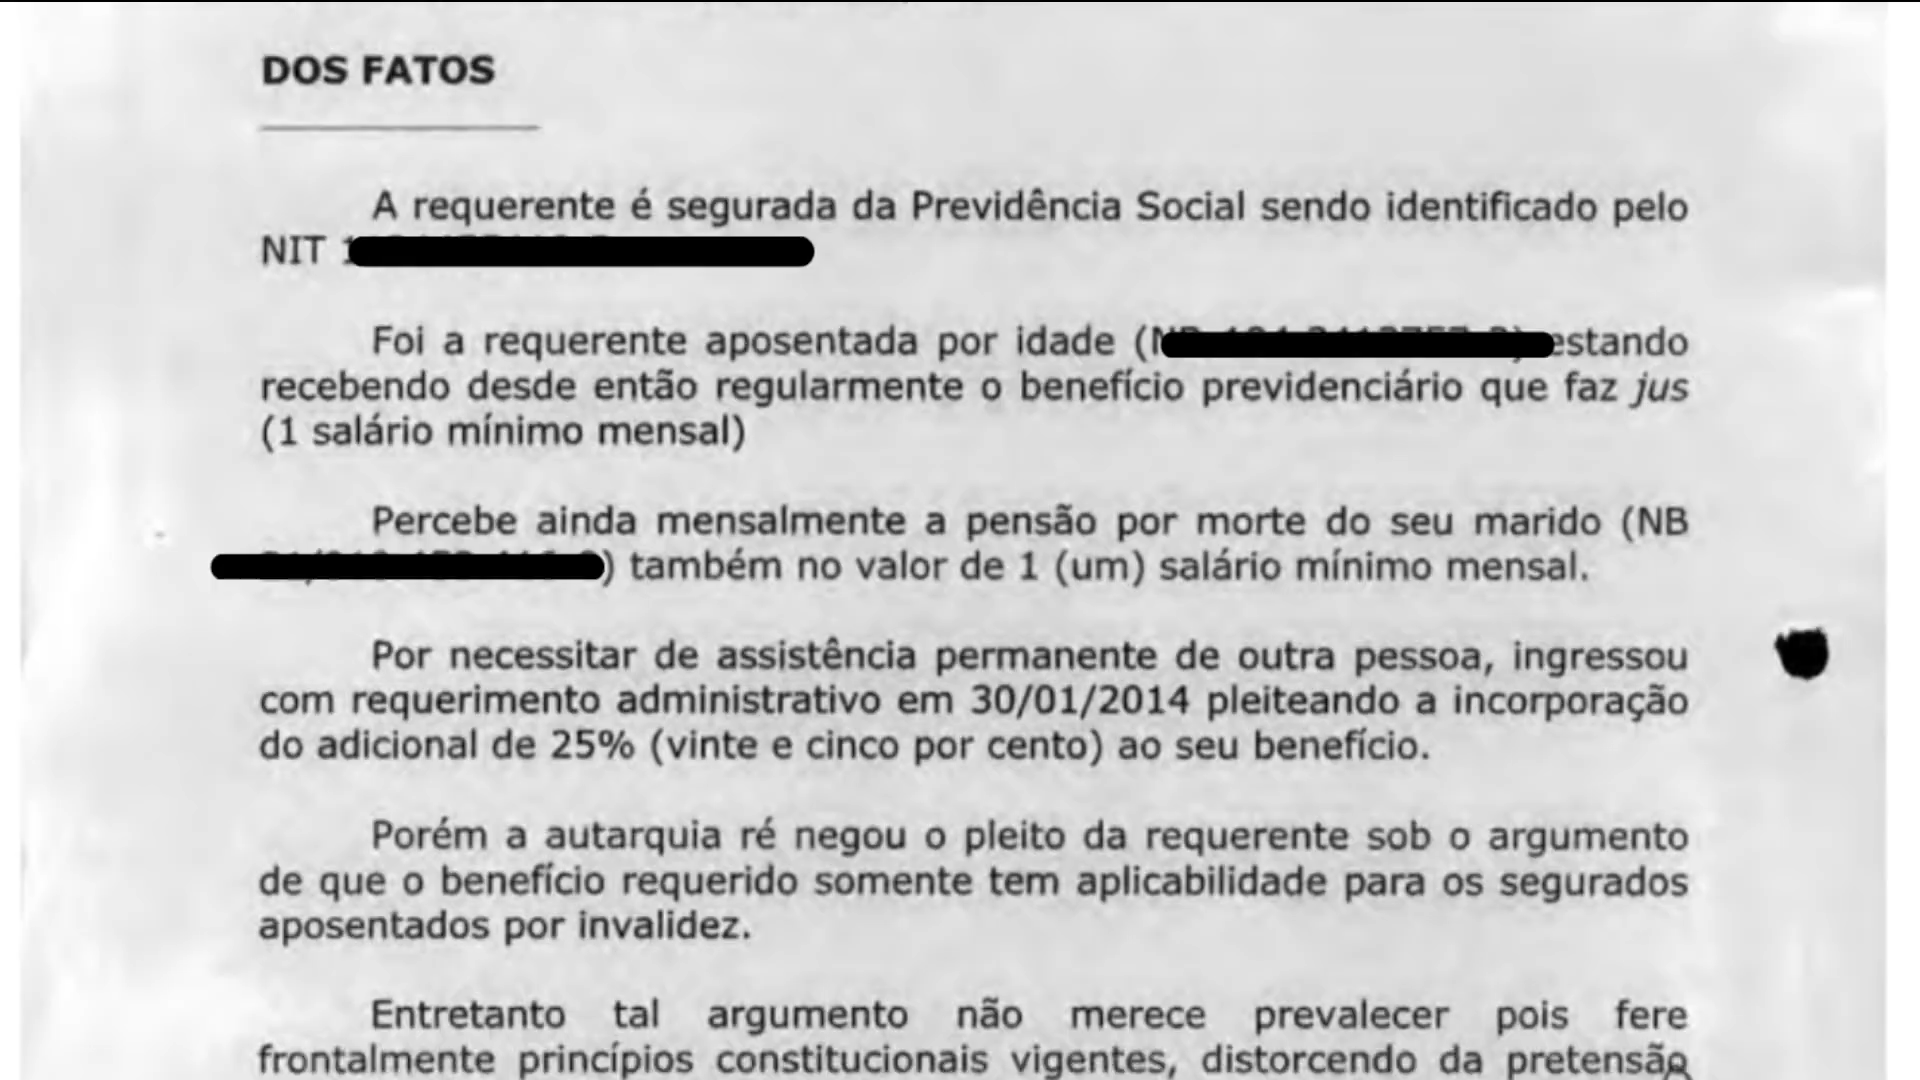 DOS FATOS
A requerente é segurada da Previdência Social sendo identificado pelo
NIT
Foi a requerente aposentada por idade ( estando
recebendo desde então regularmente o benefício previdenciário que faz jus
(1 salário mínimo mensal)
Percebe ainda mensalmente a pensão por morte do seu marido (NB
) também no valor de 1 (um) salário mínimo mensal.
Por necessitar de assistência permanente de outra pessoa, ingressou
com requerimento administrativo em 30/01/2014 pleiteando a incorporação
do adicional de 25% (vinte e cinco por cento) ao seu benefício.
Porém a autarquia ré negou o pleito da requerente sob o argumento
de que o benefício requerido somente tem aplicabilidade para os segurados
aposentados por invalidez.
Entretanto tal argumento não merece prevalecer pois fere
frontalmente princípios constitucionais vigentes, distorcendo da pretensão